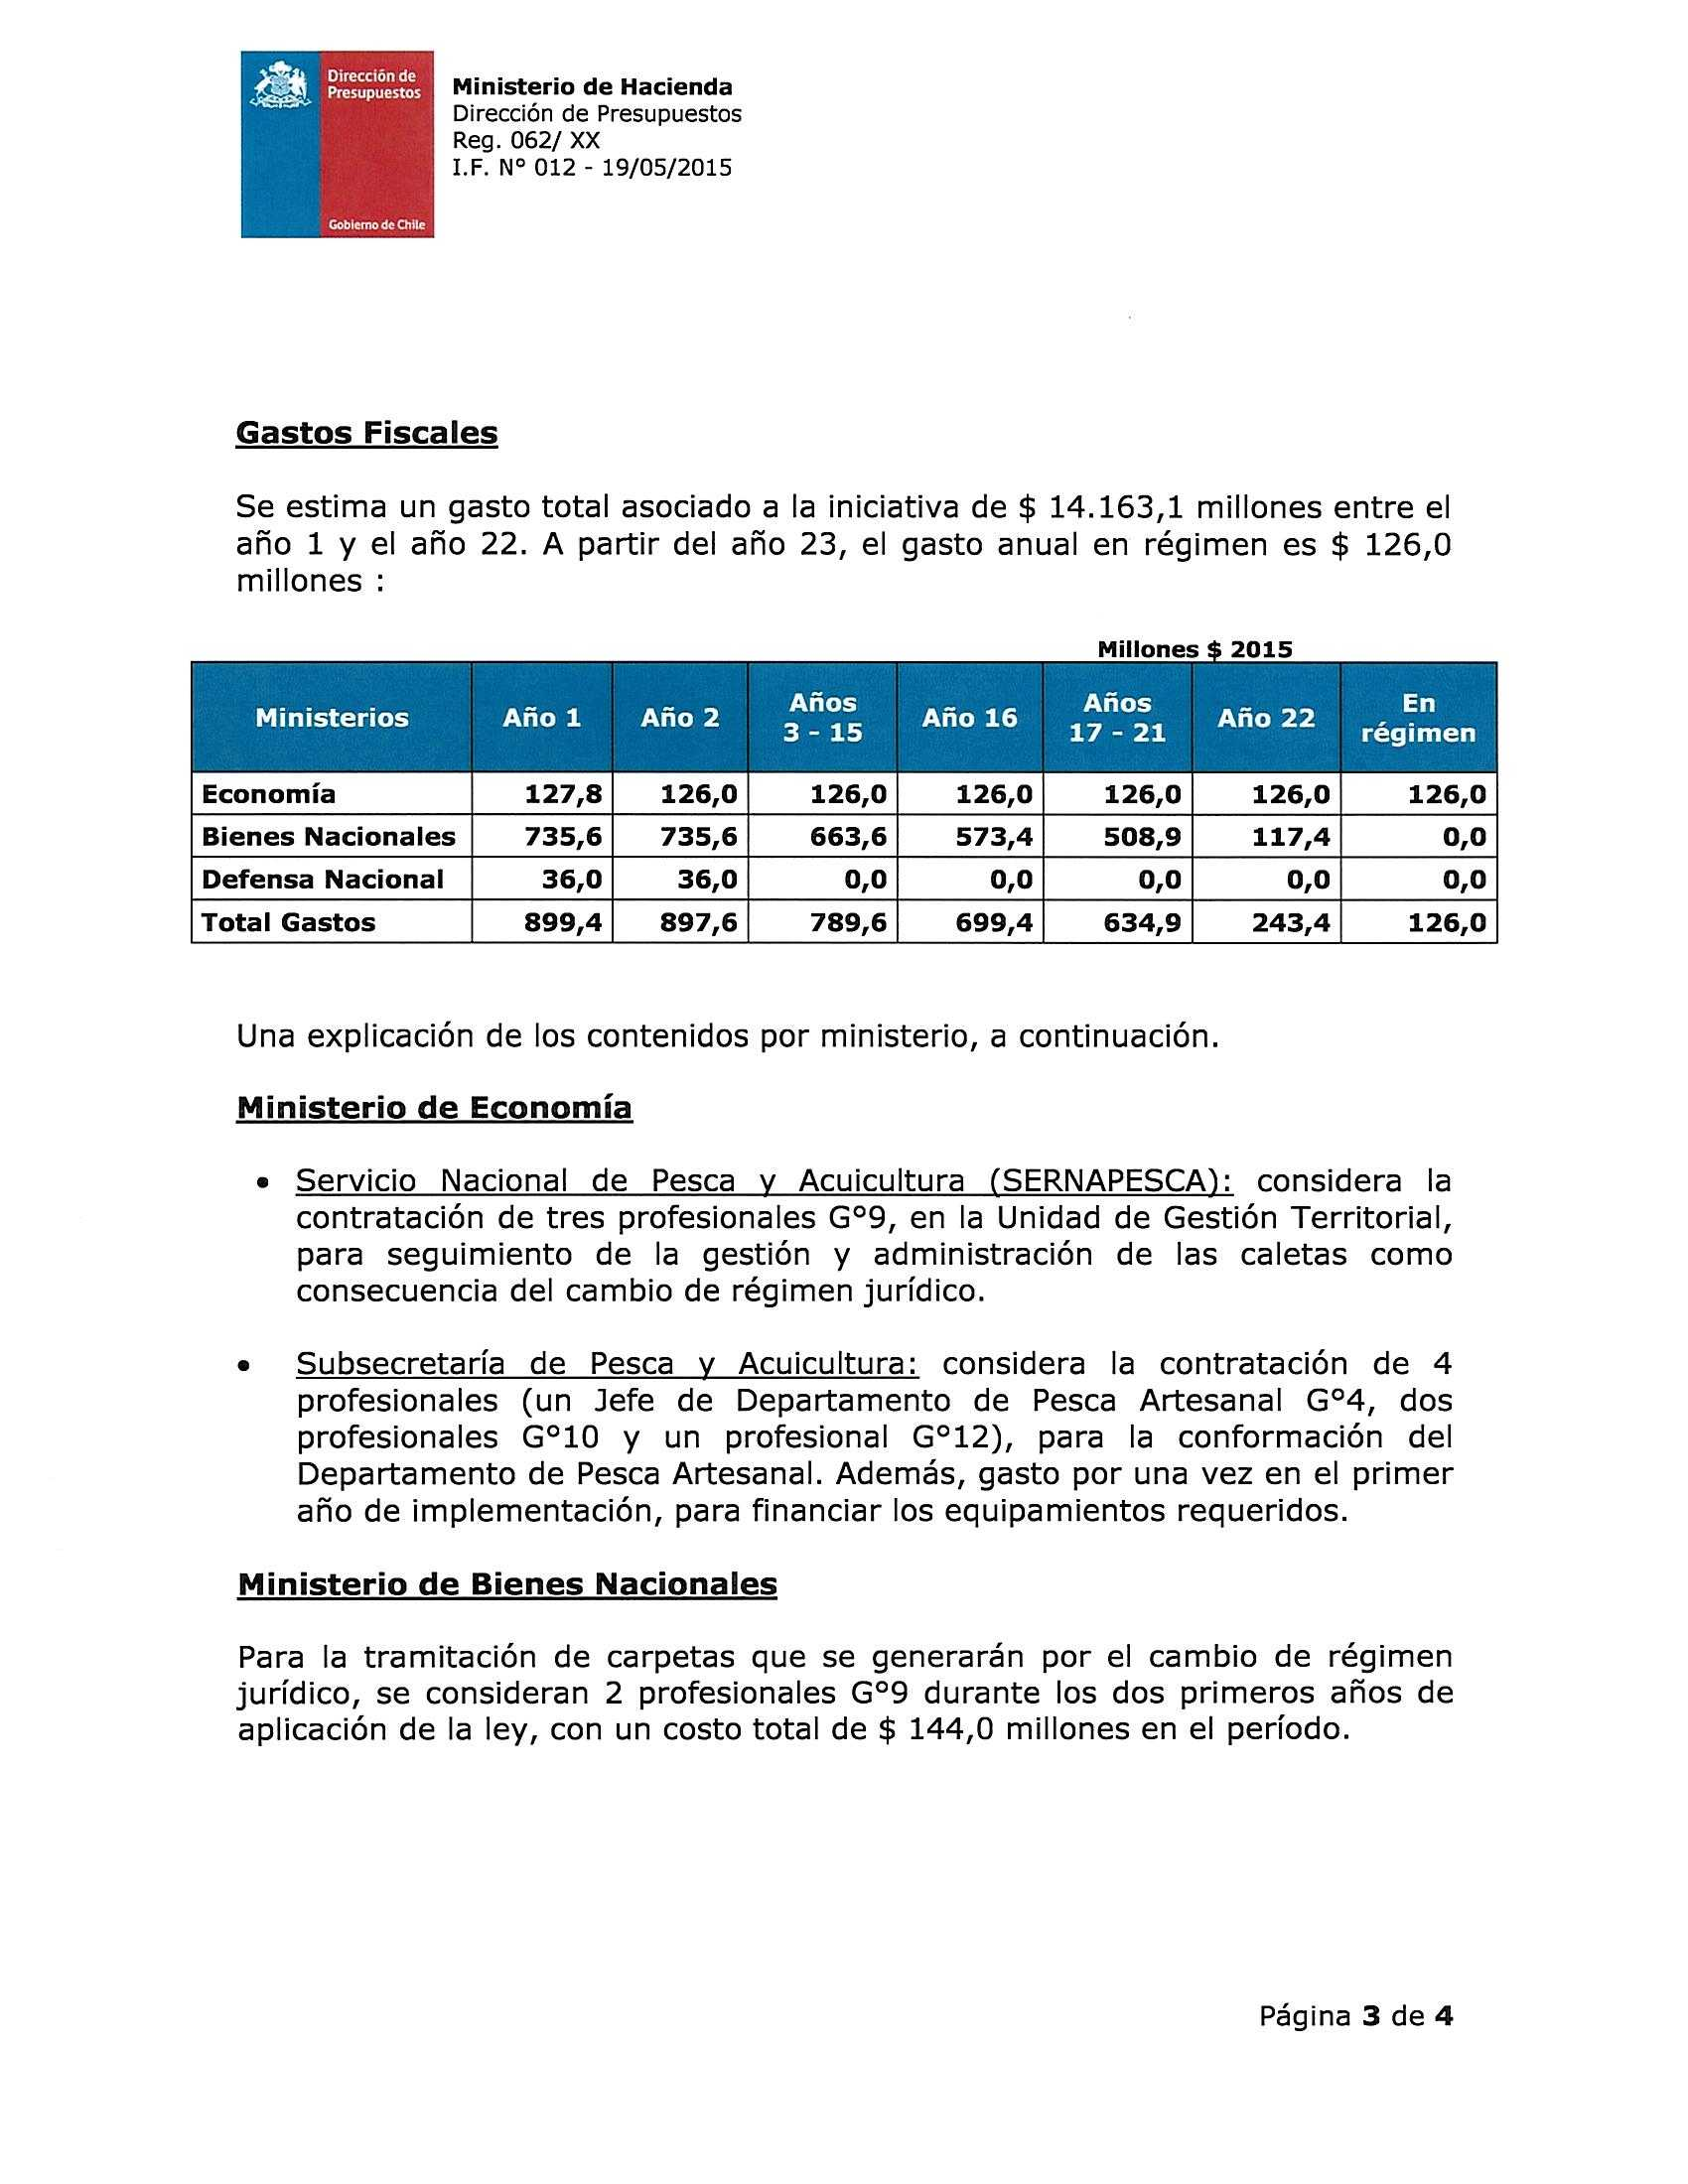 Dirección de
Presupuestos
Gobierno de Chile
Ministerio de Hacienda
Dirección de Presupuestos
Reg. 062/ XX
I.F. Nº 012 - 19/05/2015
Gastos Fiscales
Se estima un gasto total asociado a la iniciativa de $ 14.163,1 millones entre el
año 1 y el año 22. A partir del año 23, el gasto anual en régimen es $ 126,0
millones :
Millones $ 2015
Ministerios Año 1 Año 2 Años 3 - 15 Año 16 Años 17 - 21 Año 22 En régimen
Economía 127,8 126,0 126,0 126,0 126,0 126,0 126,0
Bienes Nacionales 735,6 735,6 663,6 573,4 508,9 117,4 0,0
Defensa Nacional 36,0 36,0 0,0 0,0 0,0 0,0 0,0
Total Gastos 899,4 897,6 789,6 699,4 634,9 243,4 126,0
Una explicación de los contenidos por ministerio, a continuación.
Ministerio de Economía
• Servicio Nacional de Pesca y Acuicultura (SERNAPESCA): considera la
contratación de tres profesionales Gº9, en la Unidad de Gestión Territorial,
para seguimiento de la gestión y administración de las caletas como
consecuencia del cambio de régimen jurídico.
• Subsecretaría de Pesca y Acuicultura: considera la contratación de 4
profesionales (un Jefe de Departamento de Pesca Artesanal Gº4, dos
profesionales Gº10 y un profesional Gº12), para la conformación del
Departamento de Pesca Artesanal. Además, gasto por una vez en el primer
año de implementación, para financiar los equipamientos requeridos.
Ministerio de Bienes Nacionales
Para la tramitación de carpetas que se generarán por el cambio de régimen
jurídico, se consideran 2 profesionales Gº9 durante los dos primeros años de
aplicación de la ley, con un costo total de $ 144,0 millones en el período.
Página 3 de 4